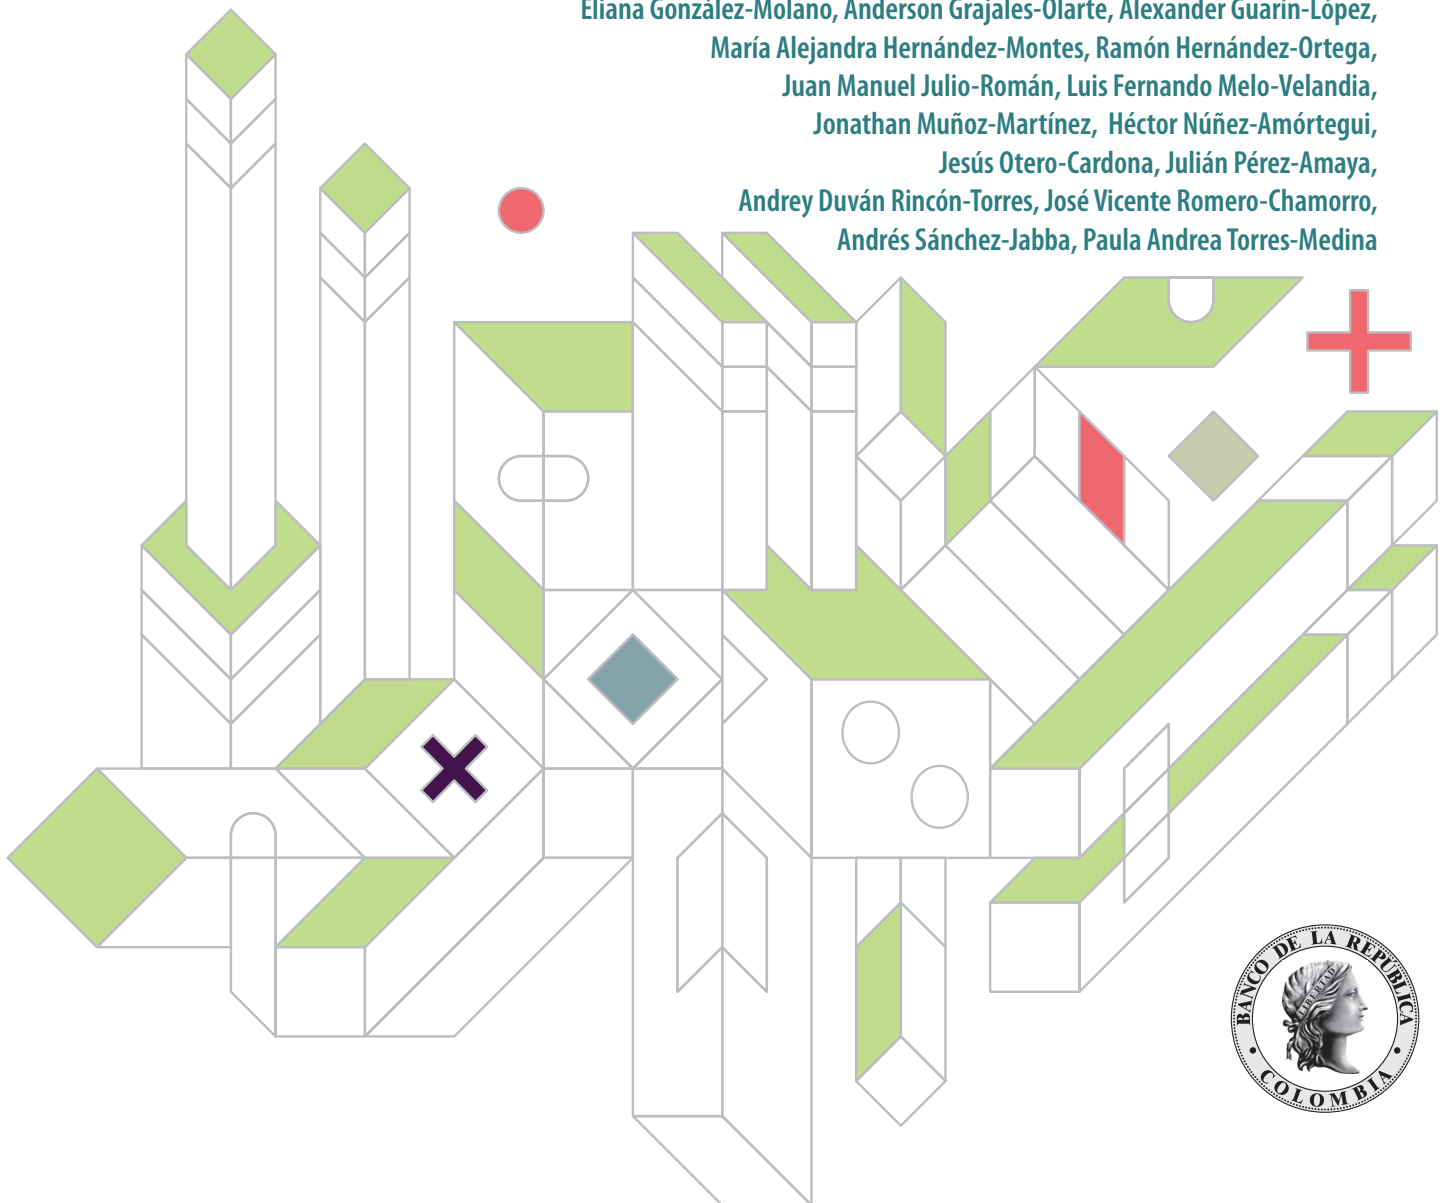 Eliana González-Molano, Anderson Grajales-Olarte, Alexander Guarín-López,
María Alejandra Hernández-Montes, Ramón Hernández-Ortega,
Juan Manuel Julio-Román, Luis Fernando Melo-Velandia,
Jonathan Muñoz-Martínez, Héctor Núñez-Amórtegui,
Jesús Otero-Cardona, Julián Pérez-Amaya,
Andrey Duván Rincón-Torres, José Vicente Romero-Chamorro,
Andrés Sánchez-Jabba, Paula Andrea Torres-Medina
BANCO DE LA REPÚBLICA
LIBERTAD
COLOMBIA